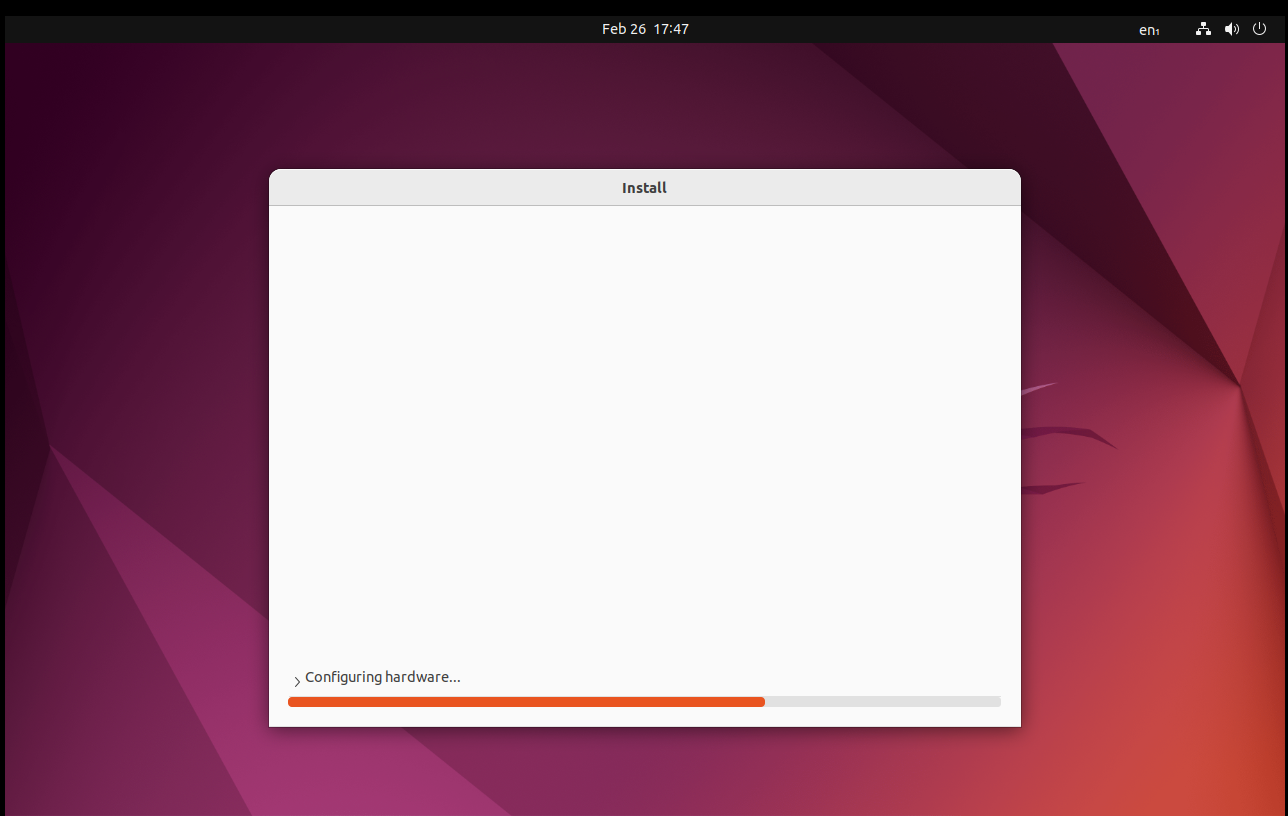 Feb 26 17:47
en₁
Install
Configuring hardware...